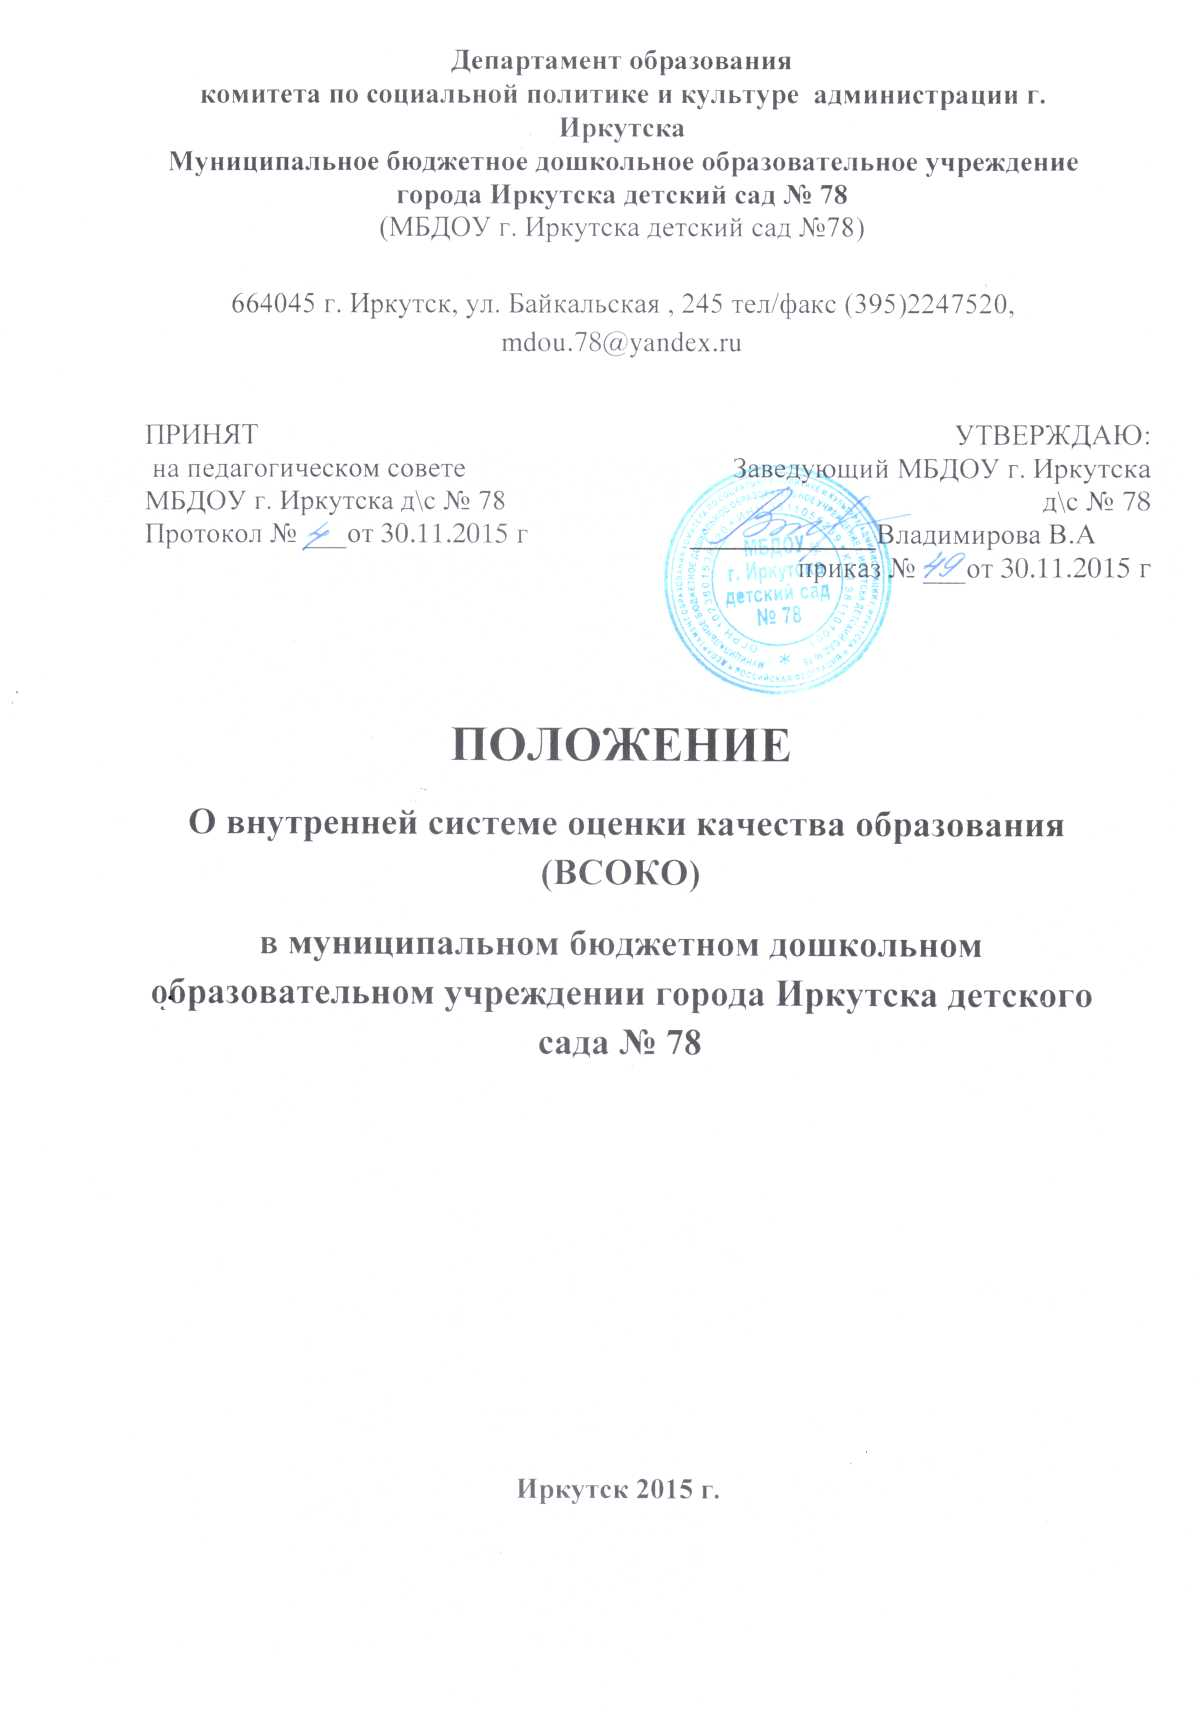 Департамент образования
комитета по социальной политике и культуре администрации г.
Иркутска
Муниципальное бюджетное дошкольное образовательное учреждение
города Иркутска детский сад № 78
(МБДОУ г. Иркутска детский сад №78)
664045 г. Иркутск, ул. Байкальская , 245 тел/факс (395)2247520,
mdou.78@yandex.ru
ПРИНЯТ
на педагогическом совете
МБДОУ г. Иркутска д\с № 78
Протокол № 4 от 30.11.2015 г
УТВЕРЖДАЮ:
Заведующий МБДОУ г. Иркутска
д\с № 78
Владимирова В.А
приказ № 49 от 30.11.2015 г
МБДОУ
г. Иркутска
детский сад
№ 78
ПОЛОЖЕНИЕ
О внутренней системе оценки качества образования
(ВСОКО)
в муниципальном бюджетном дошкольном
образовательном учреждении города Иркутска детского
сада № 78
Иркутск 2015 г.